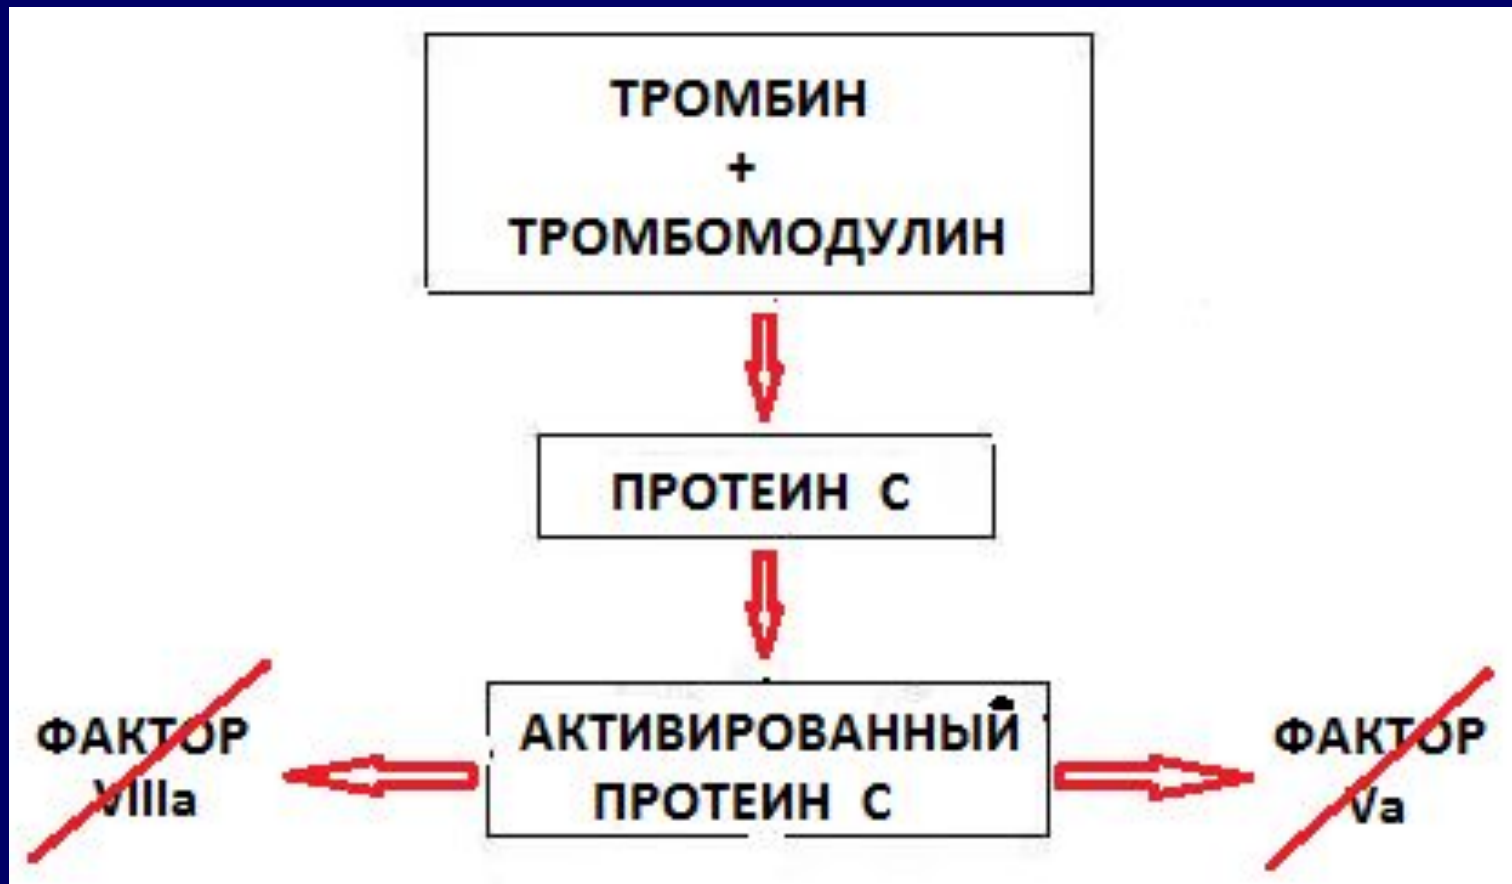 ТРОМБИН
+
ТРОМБОМОДУЛИН
ПРОТЕИН С
АКТИВИРОВАННЫЙ
ПРОТЕИН С
ФАКТОР
VIIIa
ФАКТОР
Va